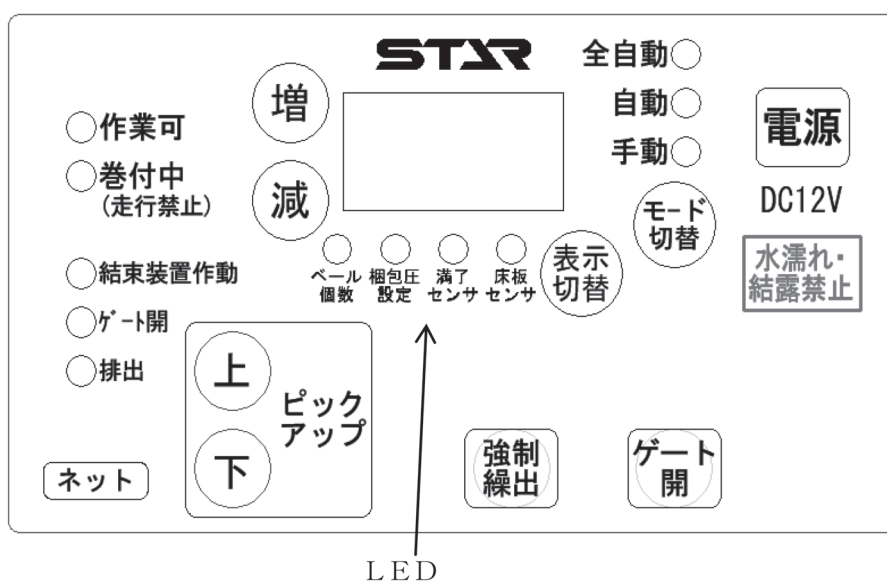 STAR
全自動
自動
手動
増
減
電源
DC12V
水濡れ・
結露禁止
作業可
巻付中
(走行禁止)
モード
切替
表示
切替
ベール
個数
梱包圧
設定
満了
センサ
床板
センサ
結束装置作動
ゲート開
排出
上
下
ピック
アップ
ネット
強制
繰出
ゲート
開
LED